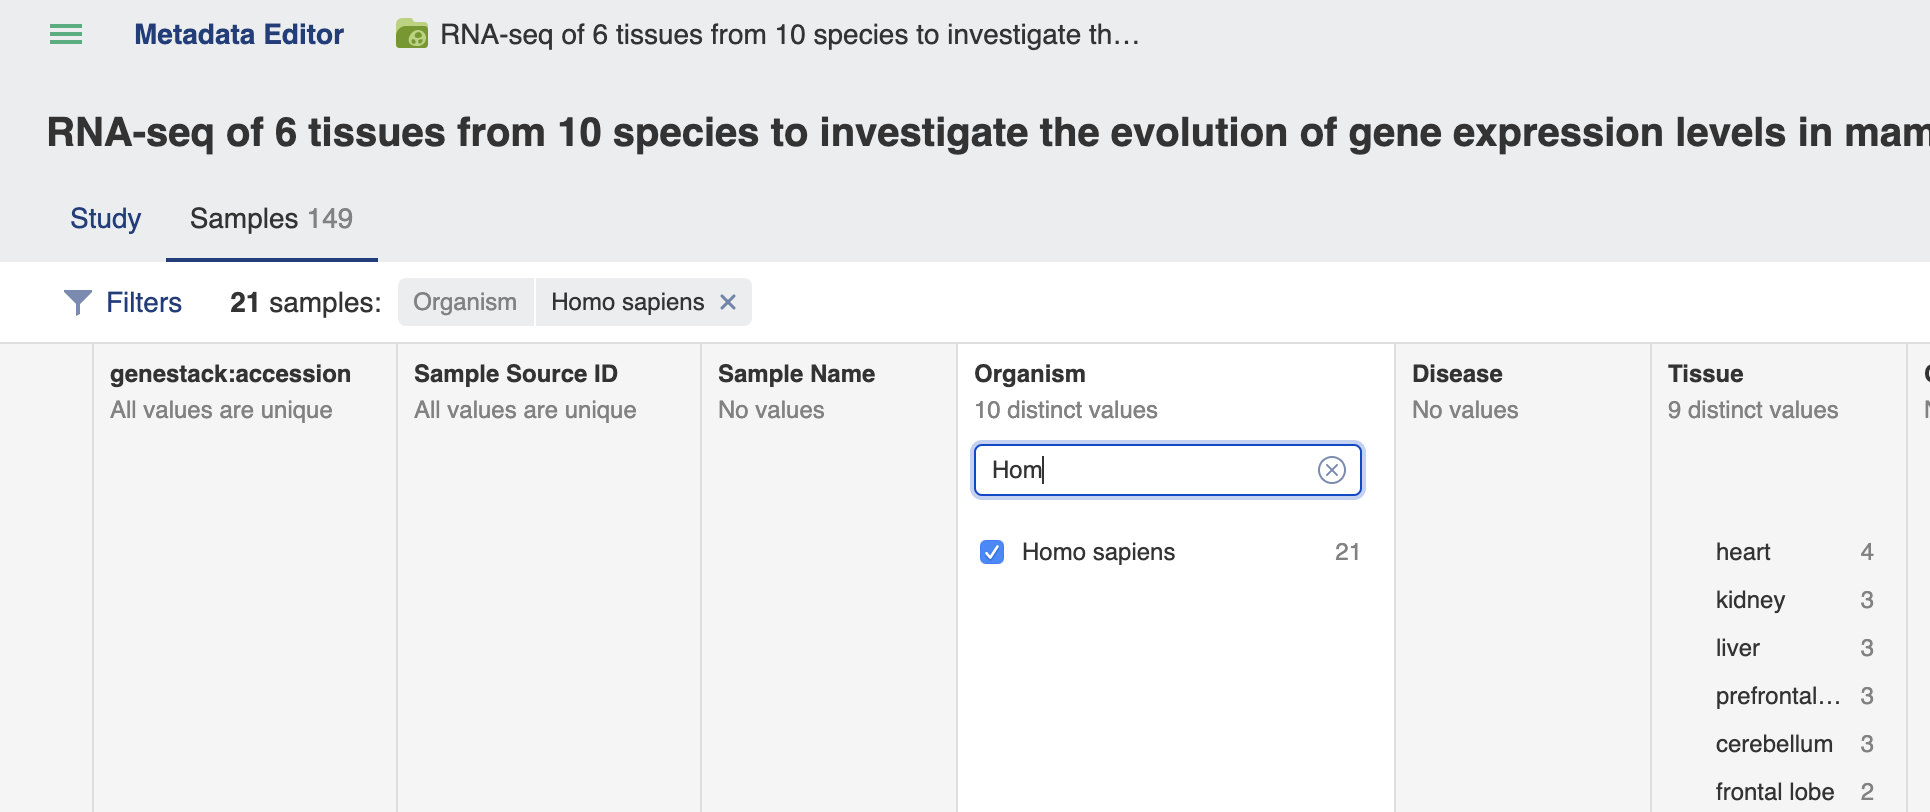 Metadata Editor RNA-seq of 6 tissues from 10 species to investigate th…
RNA-seq of 6 tissues from 10 species to investigate the evolution of gene expression levels in mam
Study Samples 149
Filters 21 samples: Organism Homo sapiens
genestack:accession Sample Source ID Sample Name Organism Disease Tissue
All values are unique All values are unique No values 10 distinct values No values 9 distinct values
Hom
Homo sapiens 21 heart 4
kidney 3
liver 3
prefrontal… 3
cerebellum 3
frontal lobe 2